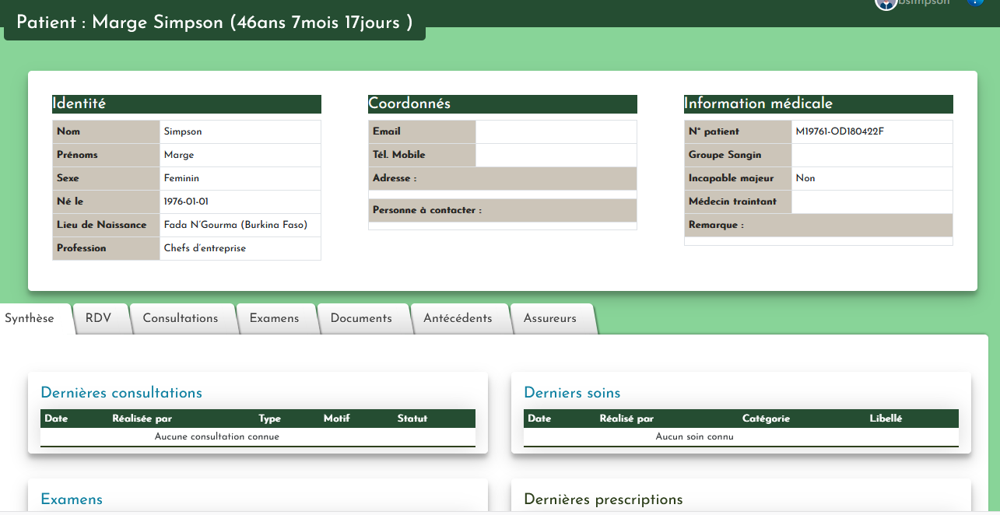 bsimpson
Patient : Marge Simpson (46ans 7mois 17jours )
Identité
Nom Simpson
Prénoms Marge
Sexe Feminin
Né le 1976-01-01
Lieu de Naissance Fada N'Gourma (Burkina Faso)
Profession Chefs d'entreprise
Coordonnés
Email
Tél. Mobile
Adresse :
Personne à contacter :
Information médicale
N° patient M19761-OD180422F
Groupe Sangin
Incapable majeur Non
Médecin traintant
Remarque :
Synthèse RDV Consultations Examens Documents Antécédents Assureurs
Dernières consultations
Date Réalisée par Type Motif Statut
Aucune consultation connue
Derniers soins
Date Réalisé par Catégorie Libellé
Aucun soin connu
Examens
Dernières prescriptions